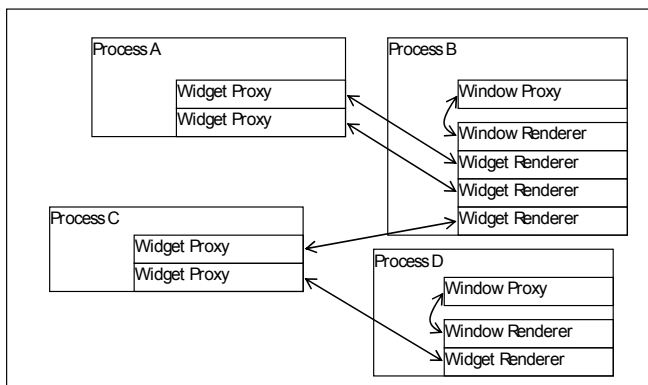 Process A
Widget Proxy
Widget Proxy
Process B
Window Proxy
Window Renderer
Widget Renderer
Widget Renderer
Widget Renderer
Process C
Widget Proxy
Widget Proxy
Process D
Window Proxy
Window Renderer
Widget Renderer